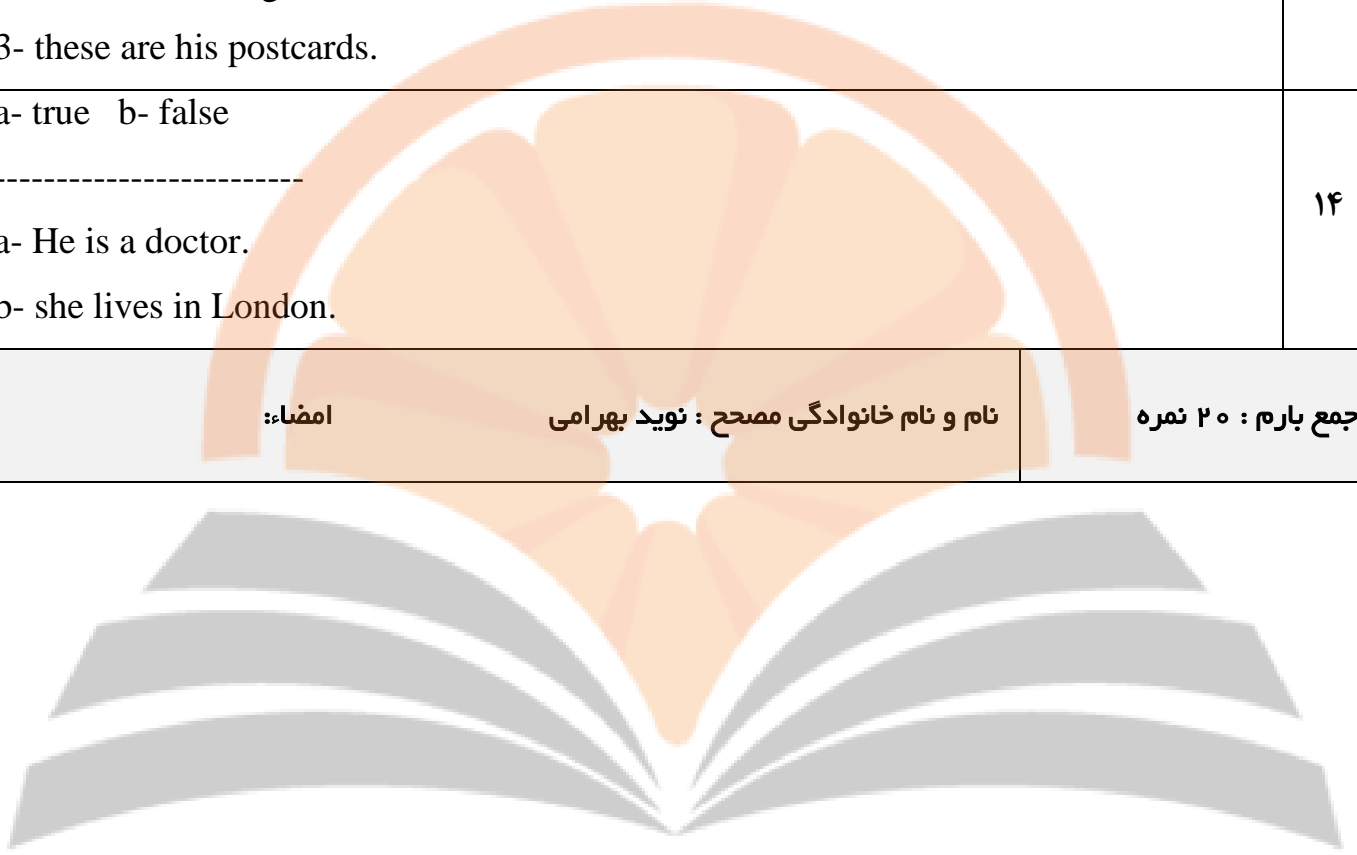 3- these are his postcards.
a- true b- false
-------------------------
۱۴
a- He is a doctor.
b- she lives in London.
جمع بارم : ۲۰ نمره نام و نام خانوادگی مصحح : نوید بهرامی امضاء: